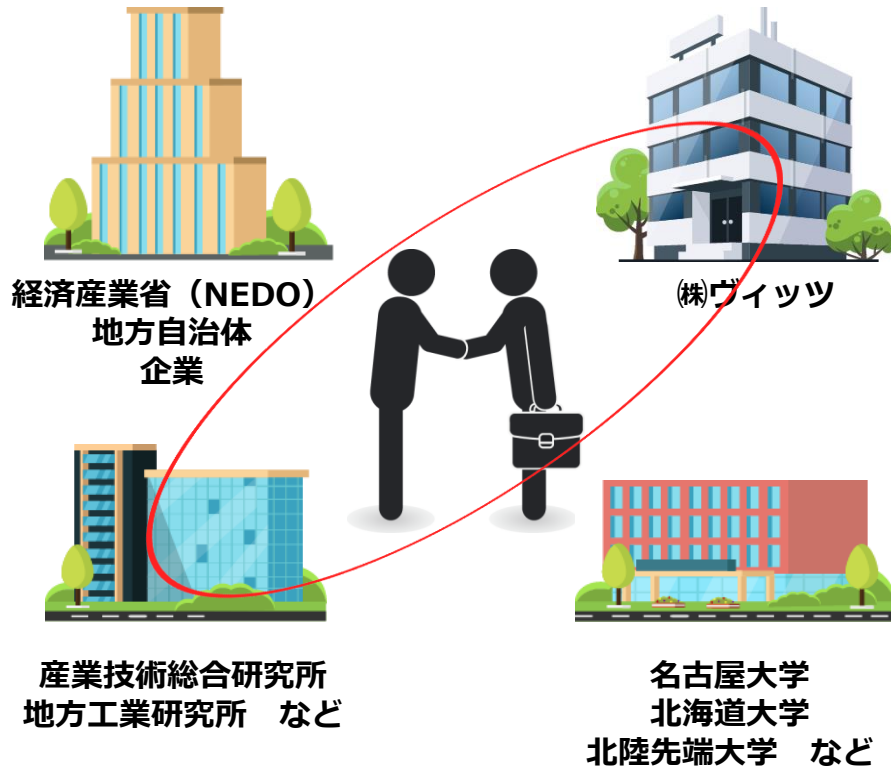 経済産業省（NEDO）
地方自治体
企業
㈱ヴィッツ
産業技術総合研究所
地方工業研究所　など
名古屋大学
北海道大学
北陸先端大学　など